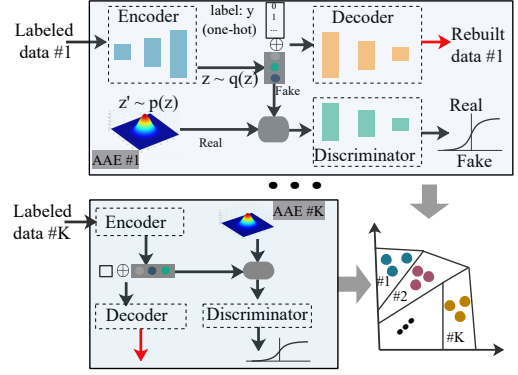 Labeled
data #1
Encoder
label: y
(one-hot)
0
1
...
Decoder
Rebuilt
data #1
z ~ q(z)
Fake
z' ~ p(z)
Real
AAE #1
Discriminator
Real
Fake
Labeled
data #K
Encoder
AAE #K
Decoder
Discriminator
#1
#2
#K